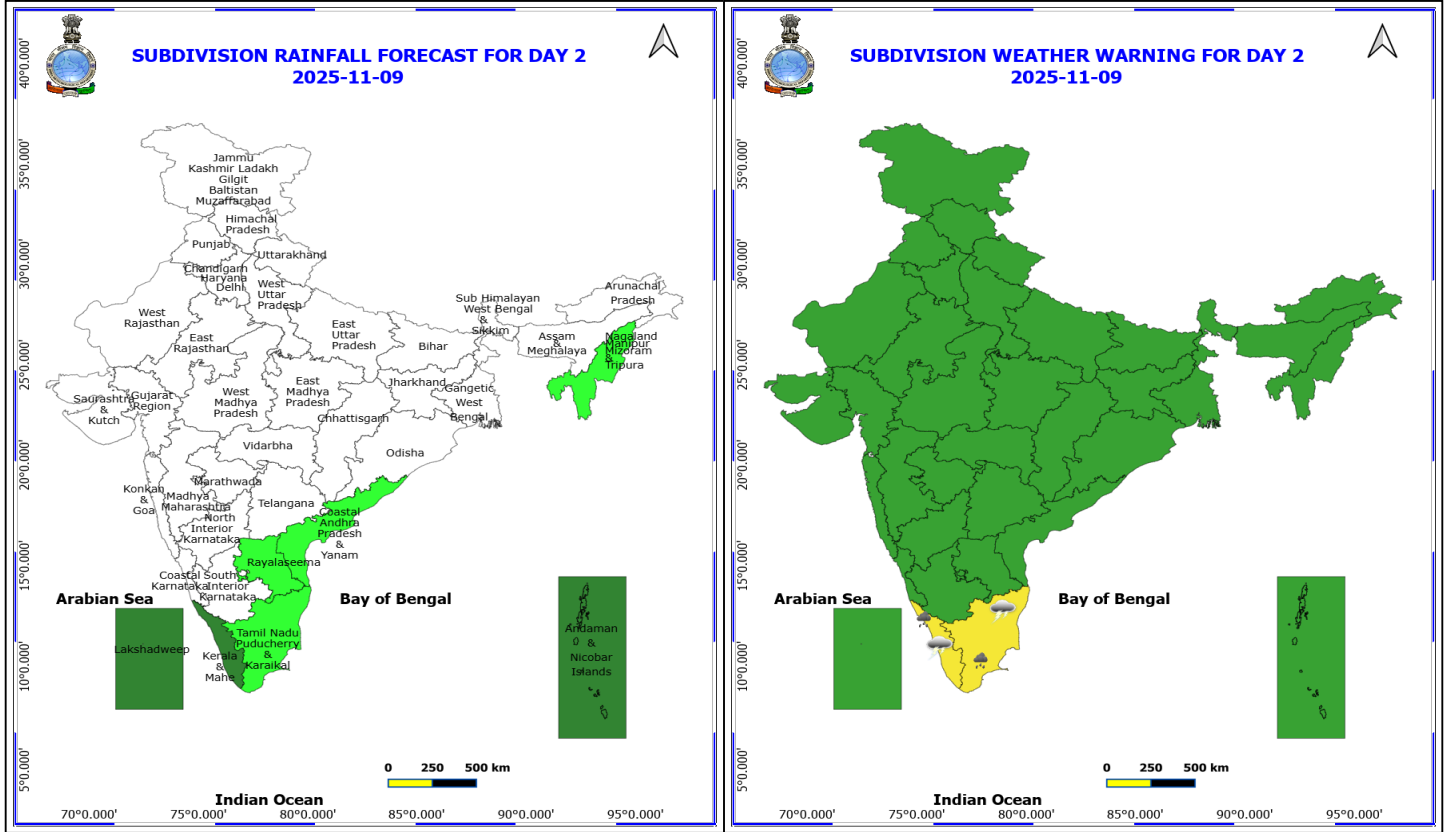 SUBDIVISION RAINFALL FORECAST FOR DAY 2
2025-11-09
Jammu
Kashmir Ladakh
Gilgit
Baltistan
Muzaffarabad
Himachal
Pradesh
Punjab
Uttarakhand
Chandigarh
Haryana
Delhi
West
Uttar
Pradesh
Arunachal
Pradesh
Sub Himalayan
West Bengal
&
Sikkim
West
Rajasthan
East
Rajasthan
East
Uttar
Pradesh
Bihar
Assam
&
Meghalaya
Nagaland
Manipur
Mizoram
&
Tripura
Saurashtra
&
Kutch
Gujarat
Region
West
Madhya
Pradesh
East
Madhya
Pradesh
Jharkhand
Gangetic
West
Bengal
Chhattisgarh
Vidarbha
Odisha
Konkan
&
Goa
Madhya
Maharashtra
Marathwada
Telangana
North
Interior
Karnataka
Coastal
Andhra
Pradesh
&
Yanam
Rayalaseema
Coastal
Karnataka
South
Interior
Karnataka
Arabian Sea
Bay of Bengal
Lakshadweep
Kerala
&
Mahe
Tamil Nadu
Puducherry
&
Karaikal
Andaman
&
Nicobar
Islands
0 250 500 km
Indian Ocean
40°0.000'
35°0.000'
30°0.000'
25°0.000'
20°0.000'
15°0.000'
10°0.000'
5°0.000'
70°0.000' 75°0.000' 80°0.000' 85°0.000' 90°0.000' 95°0.000'
SUBDIVISION WEATHER WARNING FOR DAY 2
2025-11-09
Arabian Sea
Bay of Bengal
0 250 500 km
Indian Ocean
40°0.000'
35°0.000'
30°0.000'
25°0.000'
20°0.000'
15°0.000'
10°0.000'
5°0.000'
70°0.000' 75°0.000' 80°0.000' 85°0.000' 90°0.000' 95°0.000'